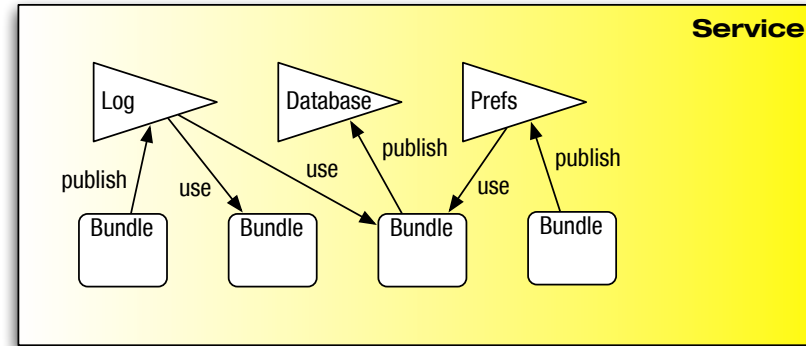 Service
Log
Database
Prefs
publish
use
use
publish
use
publish
Bundle
Bundle
Bundle
Bundle